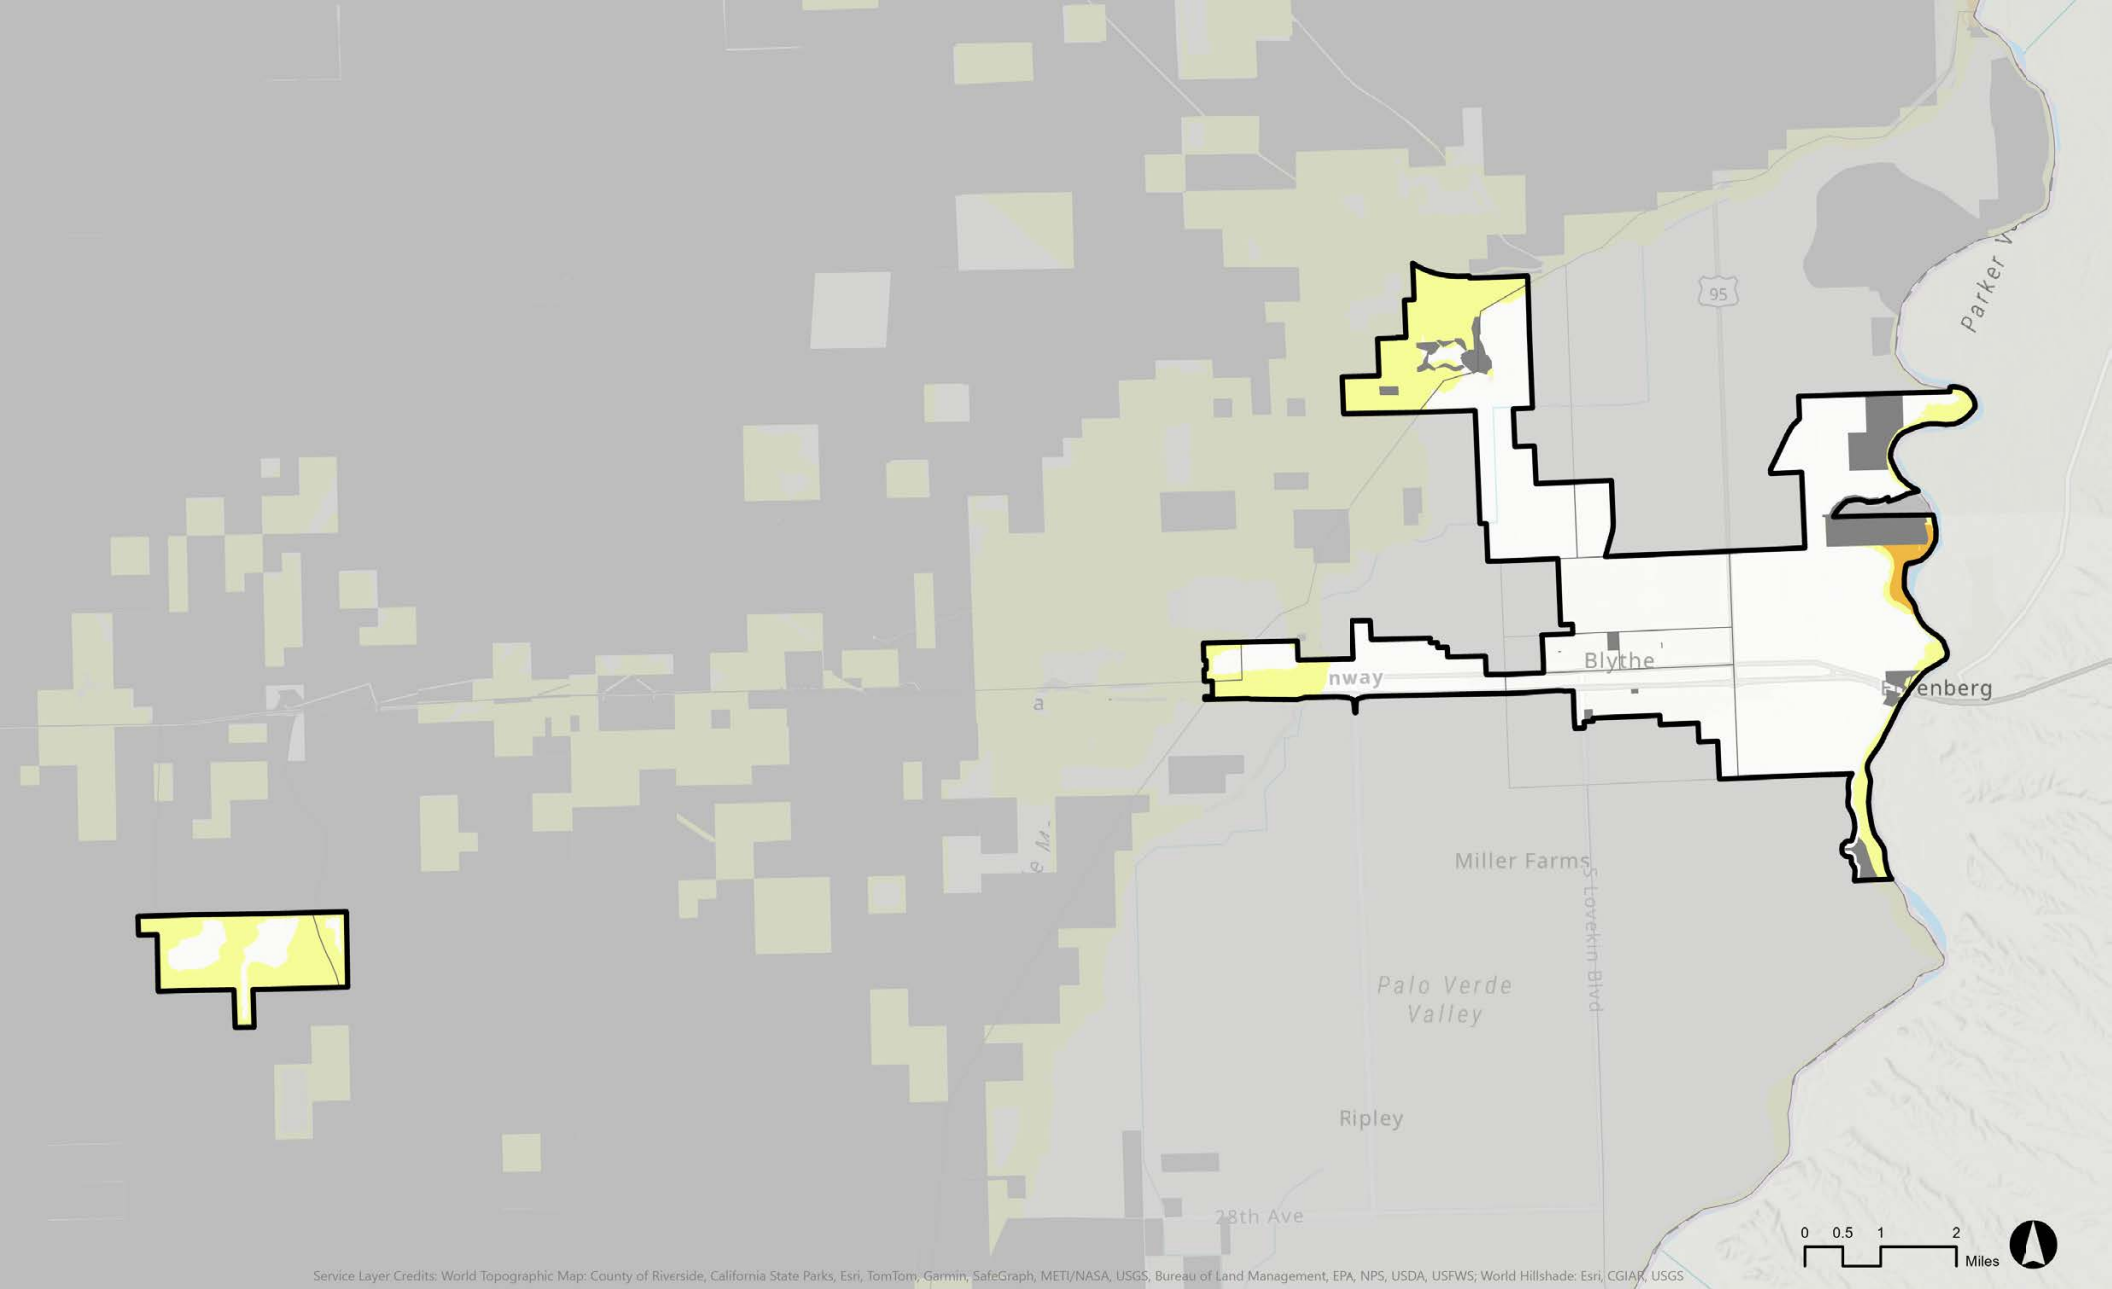 95
Parker V
Blythe
nway
enberg
a
e M-
Miller Farms
S Lovekin Blvd
Palo Verde
Valley
Ripley
28th Ave
0 0.5 1 2
Miles
Service Layer Credits: World Topographic Map: County of Riverside, California State Parks, Esri, TomTom, Garmin, SafeGraph, METI/NASA, USGS, Bureau of Land Management, EPA, NPS, USDA, USFWS; World Hillshade: Esri, CGIAR, USGS